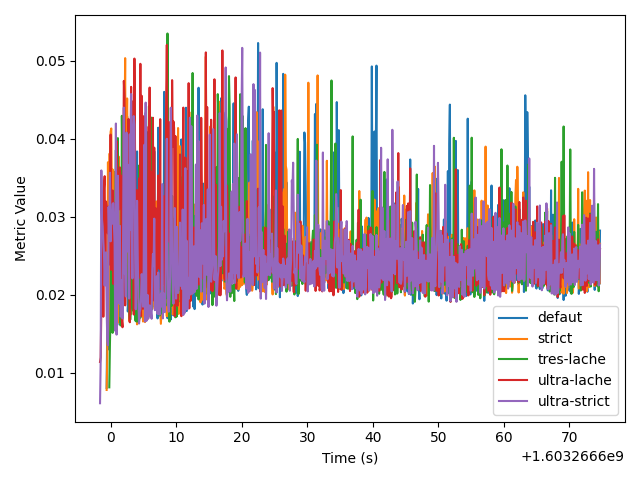 0.05
0.04
0.03
0.02
0.01
Metric Value
0 10 20 30 40 50 60 70
Time (s)
+1.6032666e9
defaut
strict
tres-lache
ultra-lache
ultra-strict